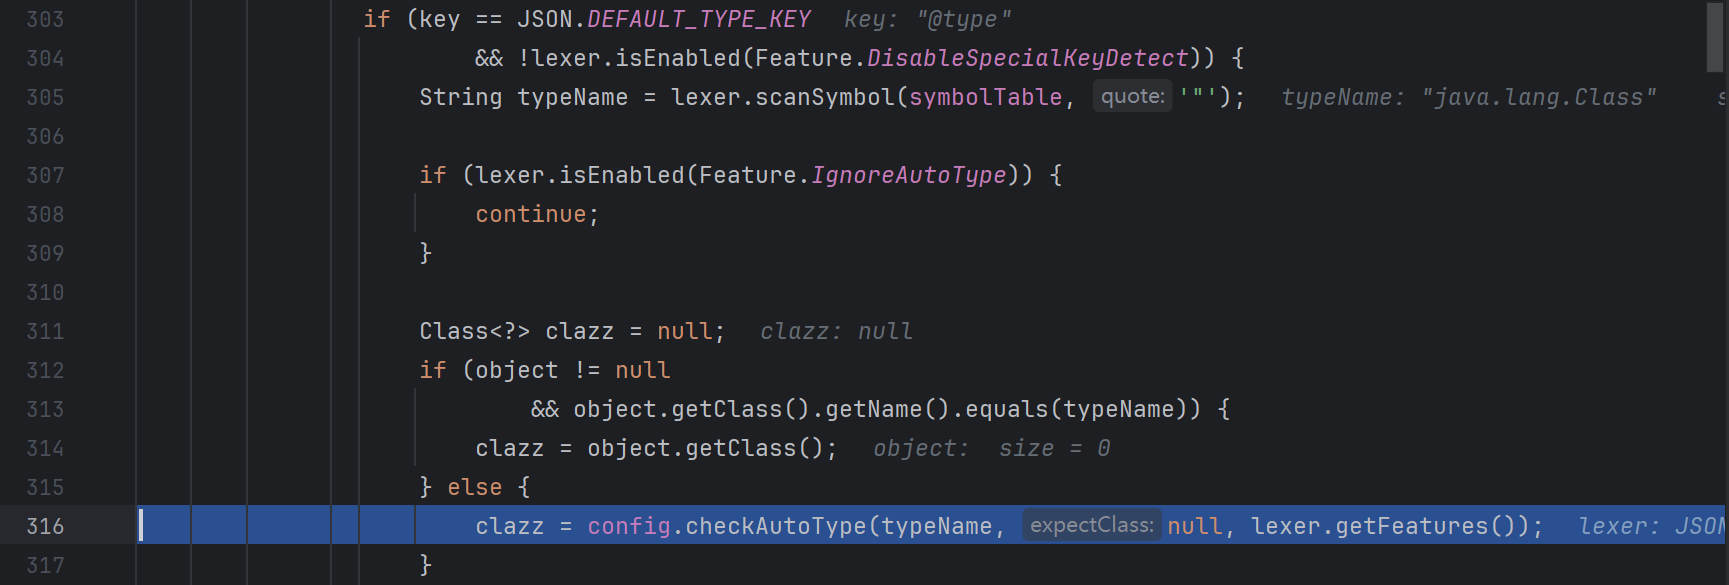 303 if (key == JSON.DEFAULT_TYPE_KEY key: "@type"
304 && !lexer.isEnabled(Feature.DisableSpecialKeyDetect)) {
305 String typeName = lexer.scanSymbol(symbolTable, quote: '"'); typeName: "java.lang.Class" s
306
307 if (lexer.isEnabled(Feature.IgnoreAutoType)) {
308 continue;
309 }
310
311 Class<?> clazz = null; clazz: null
312 if (object != null
313 && object.getClass().getName().equals(typeName)) {
314 clazz = object.getClass(); object: size = 0
315 } else {
316 clazz = config.checkAutoType(typeName, expectClass: null, lexer.getFeatures()); lexer: JSON
317 }